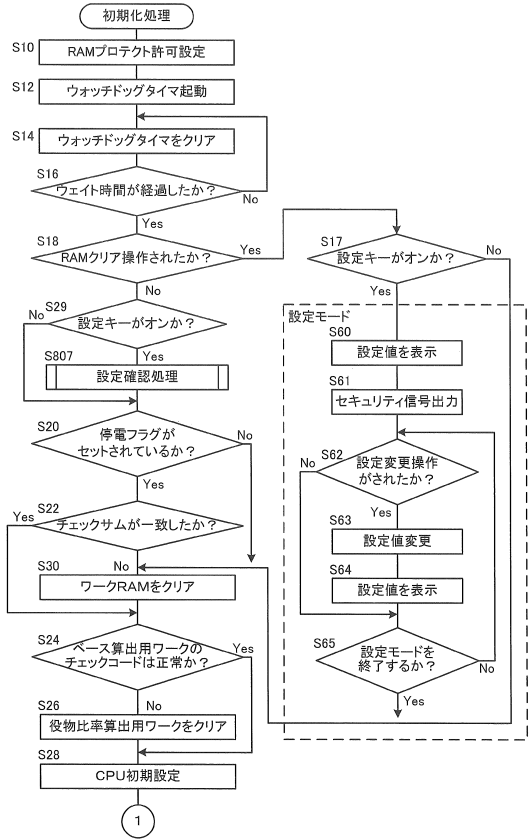 初期化処理
S10
RAMプロテクト許可設定
S12
ウォッチドッグタイマ起動
S14
ウォッチドッグタイマをクリア
S16
ウェイト時間が経過したか？
No
Yes
S18
RAMクリア操作されたか？
Yes
No
S17
設定キーがオンか？
No
Yes
S29
設定キーがオンか？
No
Yes
S807
設定確認処理
S20
停電フラグが
セットされているか？
No
Yes
S22
チェックサムが一致したか？
Yes
No
S30
ワークRAMをクリア
S24
ベース算出用ワークの
チェックコードは正常か？
Yes
No
S26
役物比率算出用ワークをクリア
S28
CPU初期設定
1
設定モード
S60
設定値を表示
S61
セキュリティ信号出力
S62
設定変更操作
がされたか？
No
Yes
S63
設定値変更
S64
設定値を表示
S65
設定モードを
終了するか？
No
Yes